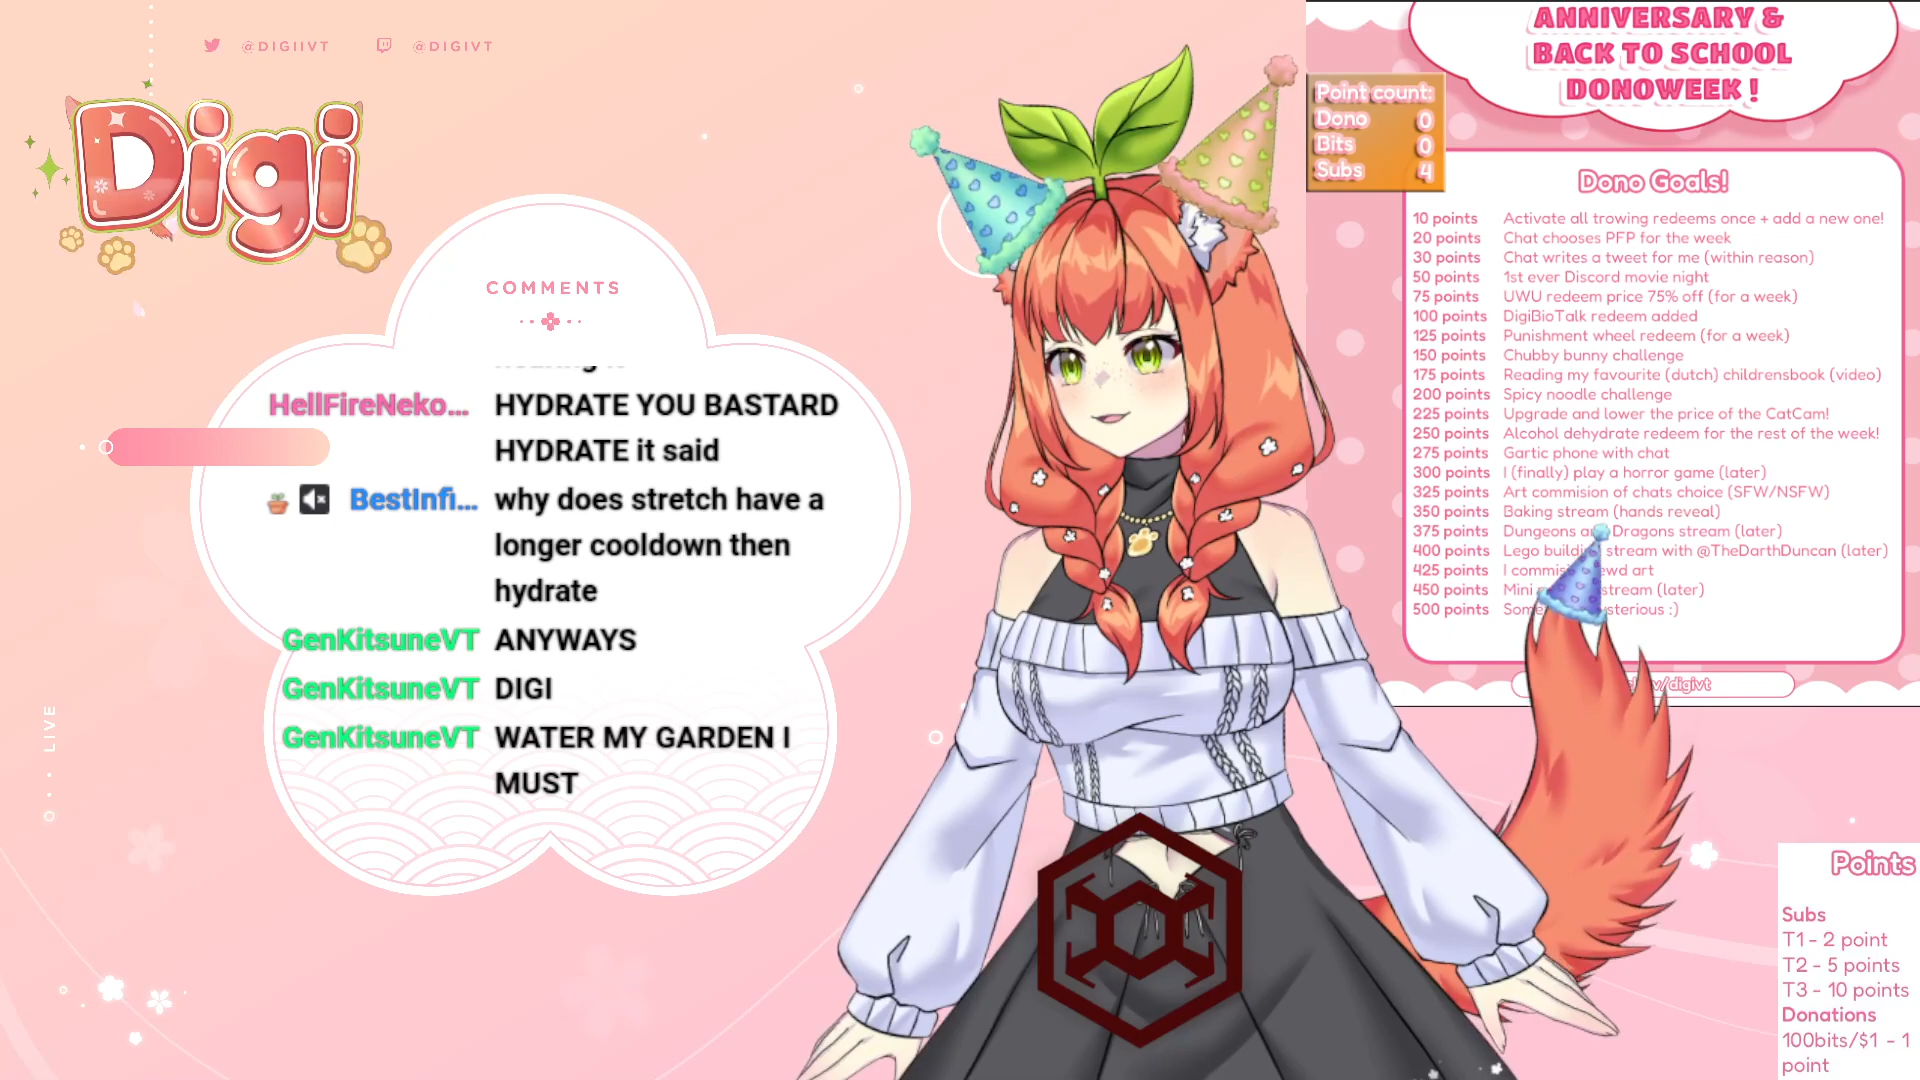 @DIGIIVT
@DIGIVT
Digi
COMMENTS
HellFireNeko...
HYDRATE YOU BASTARD
HYDRATE it said
BestInfi...
why does stretch have a
longer cooldown then
hydrate
GenKitsuneVT
ANYWAYS
GenKitsuneVT
DIGI
GenKitsuneVT
WATER MY GARDEN I
MUST
LIVE
ANNIVERSARY &
BACK TO SCHOOL
DONOWEEK !
Point count:
Dono 0
Bits 0
Subs 4
Dono Goals!
10 points Activate all trowing redeems once + add a new one!
20 points Chat chooses PFP for the week
30 points Chat writes a tweet for me (within reason)
50 points 1st ever Discord movie night
75 points UWU redeem price 75% off (for a week)
100 points DigiBioTalk redeem added
125 points Punishment wheel redeem (for a week)
150 points Chubby bunny challenge
175 points Reading my favourite (dutch) childrensbook (video)
200 points Spicy noodle challenge
225 points Upgrade and lower the price of the CatCam!
250 points Alcohol dehydrate redeem for the rest of the week!
275 points Gartic phone with chat
300 points I (finally) play a horror game (later)
325 points Art commision of chats choice (SFW/NSFW)
350 points Baking stream (hands reveal)
375 points Dungeons Dragons stream (later)
400 points Lego stream with @TheDarthDuncan (later)
425 points I art
450 points Mini stream (later)
500 points :)
/digivt
Points
Subs
T1 - 2 point
T2 - 5 points
T3 - 10 points
Donations
100bits/$1 - 1
point